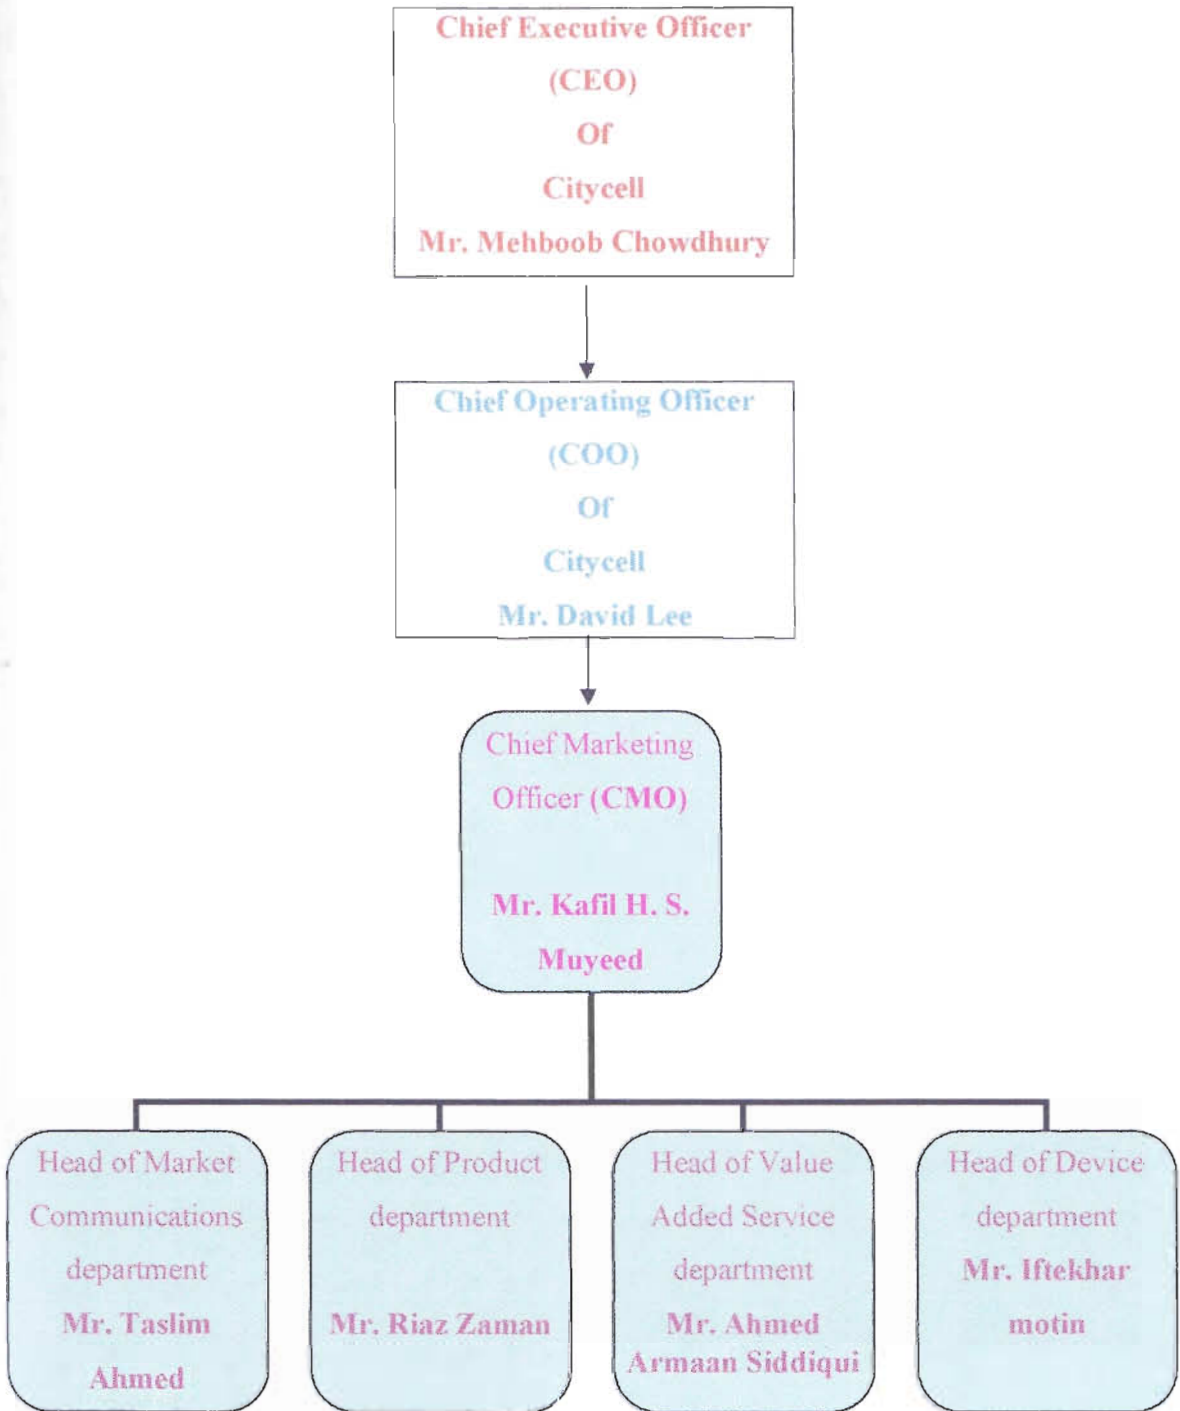 Chief Executive Officer
(CEO)
Of
Citycell
Mr. Mehboob Chowdhury
Chief Operating Officer
(COO)
Of
Citycell
Mr. David Lee
Chief Marketing
Officer (CMO)
Mr. Kafil H. S.
Muyeed
Head of Market
Communications
department
Mr. Taslim
Ahmed
Head of Product
department
Mr. Riaz Zaman
Head of Value
Added Service
department
Mr. Ahmed
Armaan Siddiqui
Head of Device
department
Mr. Iftekhar
motin